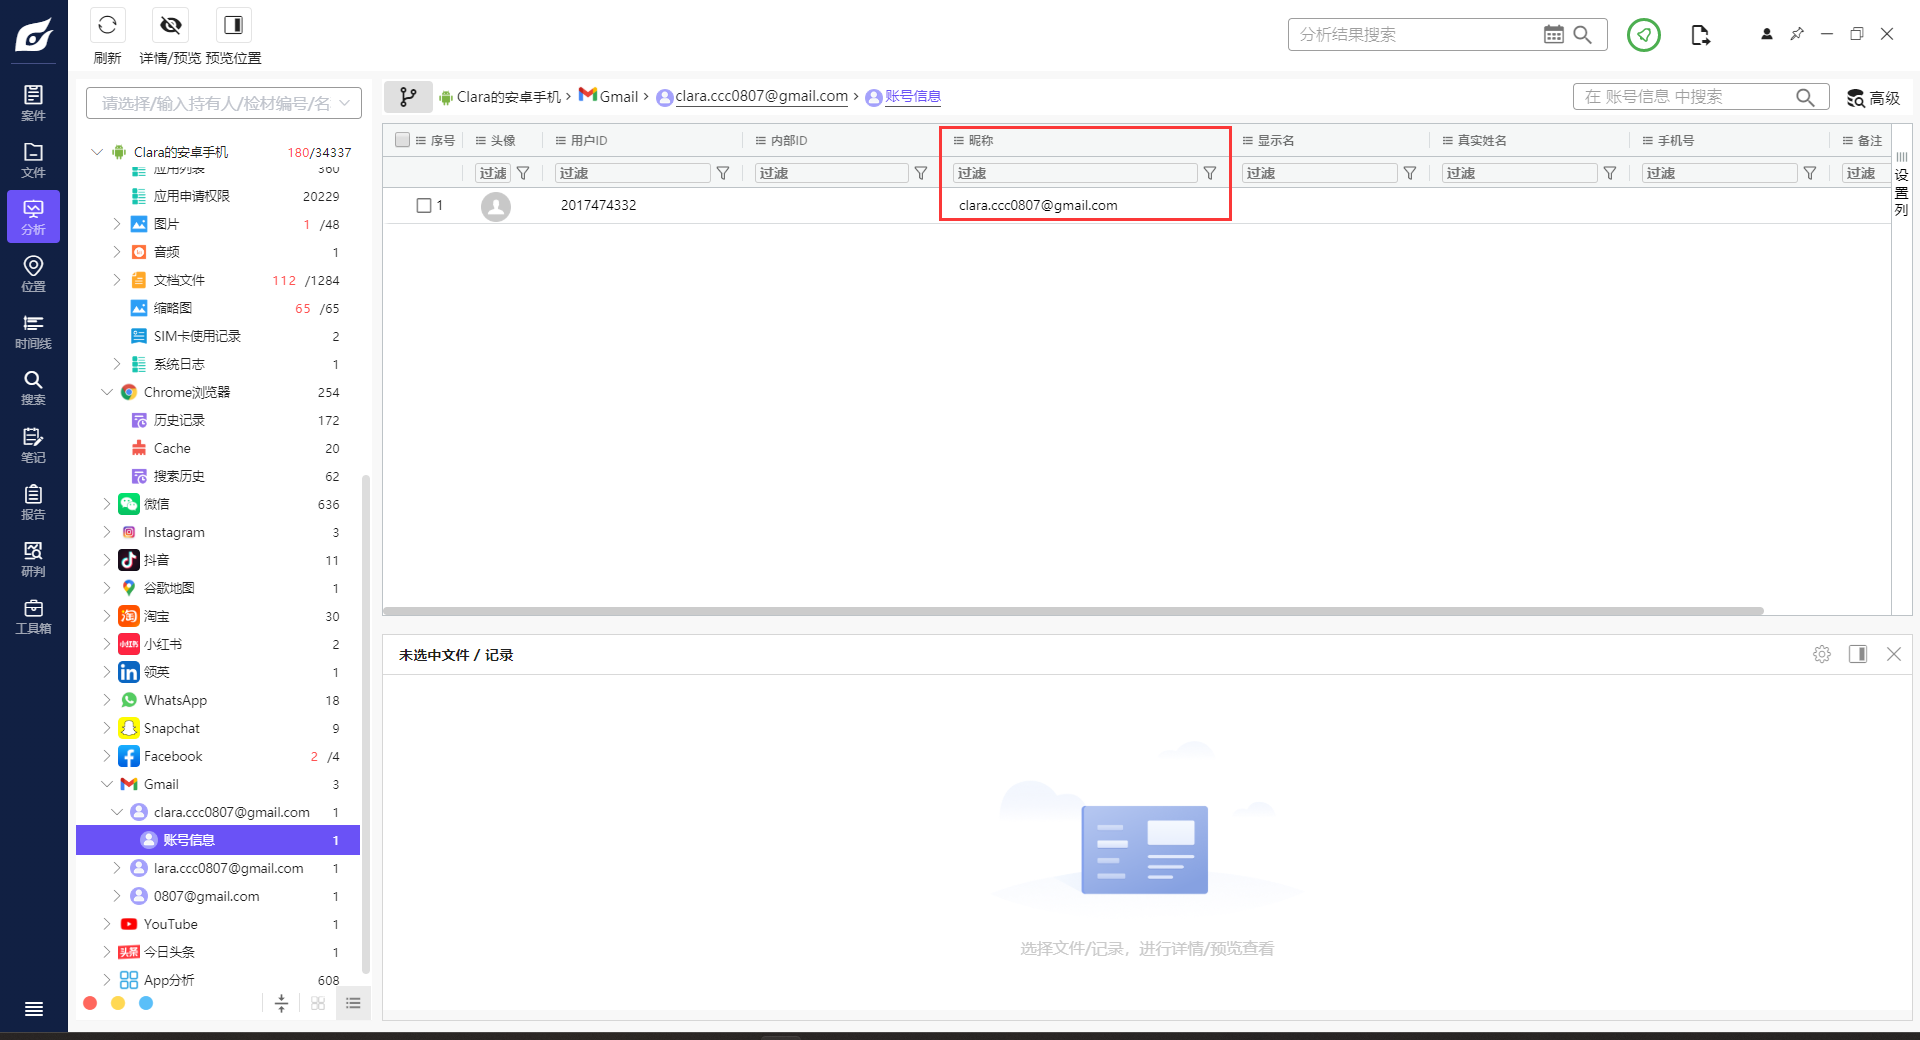 刷新
详情/预览
预览位置
分析结果搜索
案件
文件
分析
位置
时间线
搜索
笔记
报告
研判
工具箱
请选择/输入持有人/检材编号/名
Clara的安卓手机 180/34337
应用列表 360
应用申请权限 20229
图片 1 /48
音频 1
文档文件 112 /1284
缩略图 65 /65
SIM卡使用记录 2
系统日志 1
Chrome浏览器 254
历史记录 172
Cache 20
搜索历史 62
微信 636
Instagram 3
抖音 11
谷歌地图 1
淘 淘宝 30
小红书 小红书 2
in 领英 1
WhatsApp 18
Snapchat 9
Facebook 2 /4
Gmail 3
clara.ccc0807@gmail.com 1
账号信息 1
lara.ccc0807@gmail.com 1
0807@gmail.com 1
YouTube 1
头条 今日头条 1
App分析 608
Clara的安卓手机 > Gmail > clara.ccc0807@gmail.com > 账号信息
在 账号信息 中搜索
高级
序号 头像 用户ID 内部ID 昵称 显示名 真实姓名 手机号 备注
过滤 过滤 过滤 过滤 过滤 过滤 过滤 过滤
1 2017474332 clara.ccc0807@gmail.com
设置列
未选中文件 / 记录
选择文件/记录，进行详情/预览查看